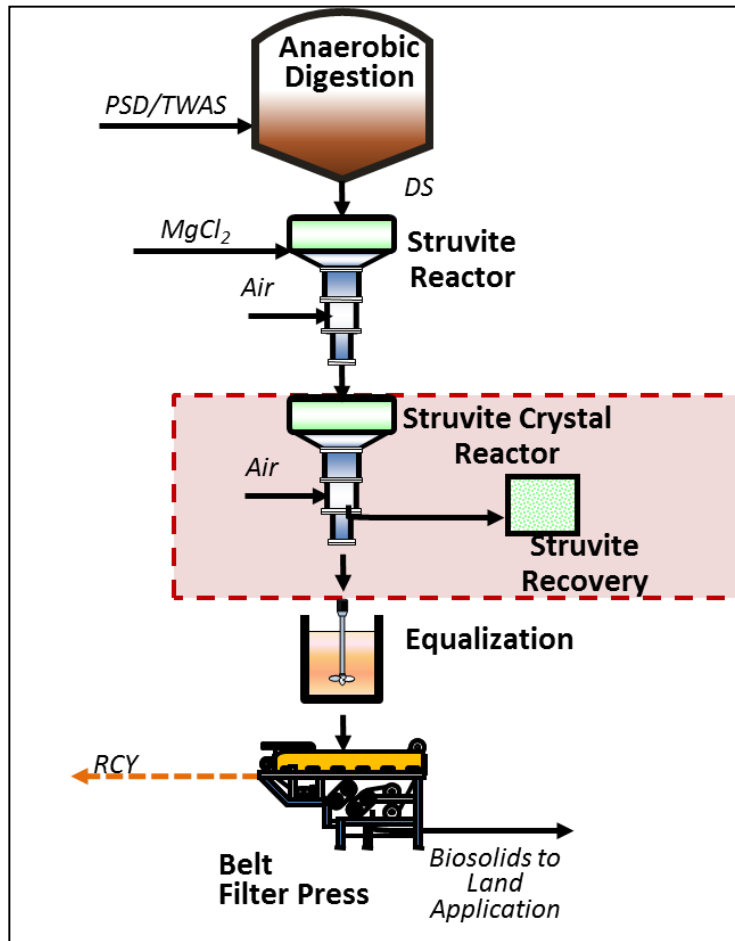 Anaerobic
Digestion
PSD/TWAS
DS
MgCl₂
Struvite
Reactor
Air
Struvite Crystal
Reactor
Air
Struvite
Recovery
Equalization
RCY
Belt
Filter Press
Biosolids to
Land
Application